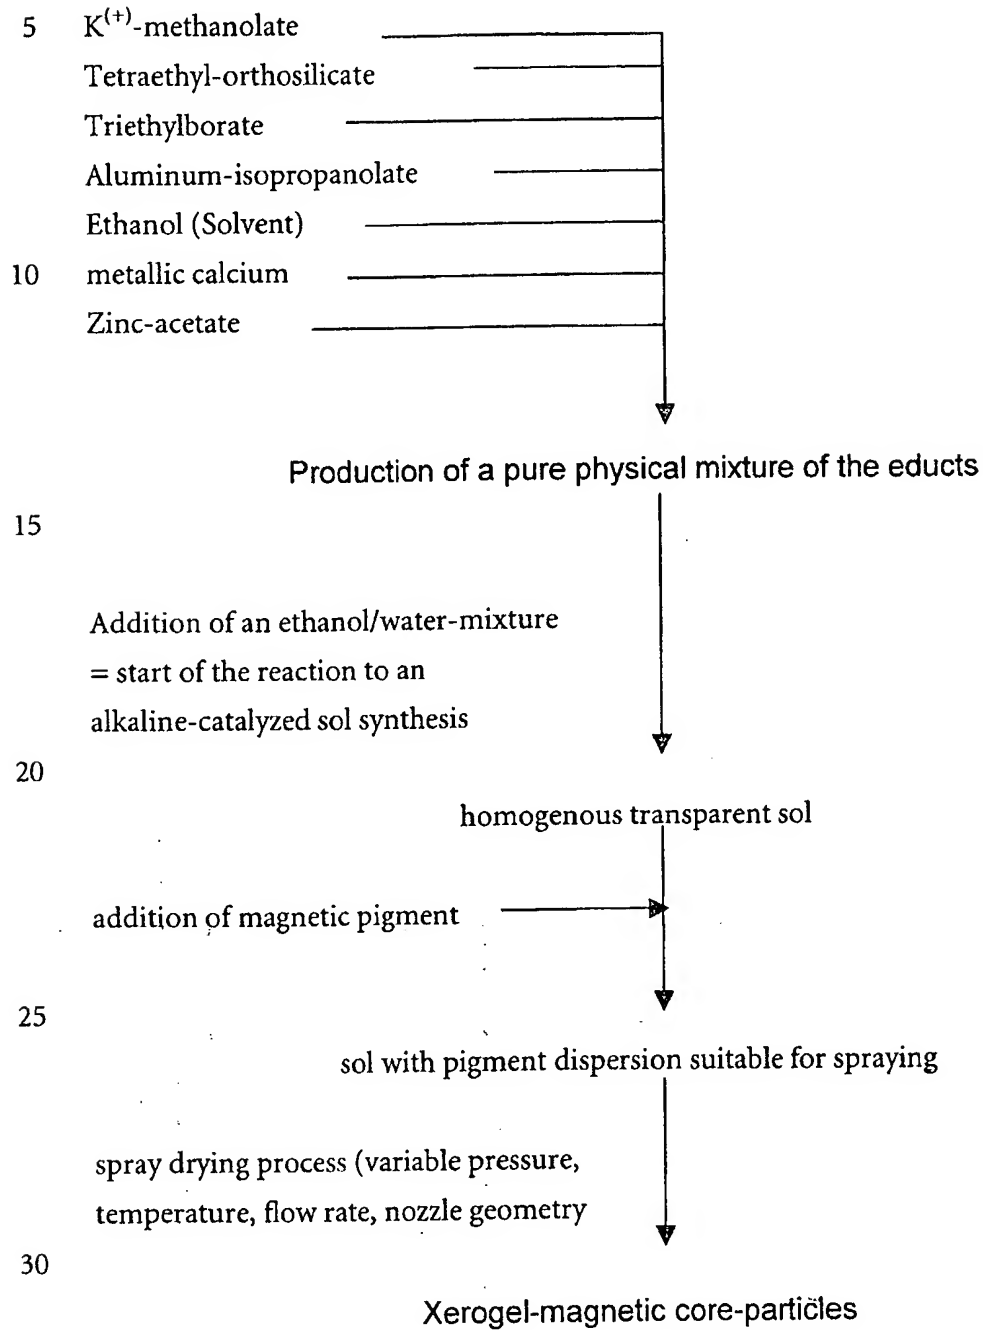 5 K(+)-methanolate
Tetraethyl-orthosilicate
Triethylborate
Aluminum-isopropanolate
Ethanol (Solvent)
10 metallic calcium
Zinc-acetate
Production of a pure physical mixture of the educts
15
Addition of an ethanol/water-mixture
= start of the reaction to an
alkaline-catalyzed sol synthesis
20
homogenous transparent sol
addition of magnetic pigment
25
sol with pigment dispersion suitable for spraying
spray drying process (variable pressure,
temperature, flow rate, nozzle geometry
30
Xerogel-magnetic core-particles